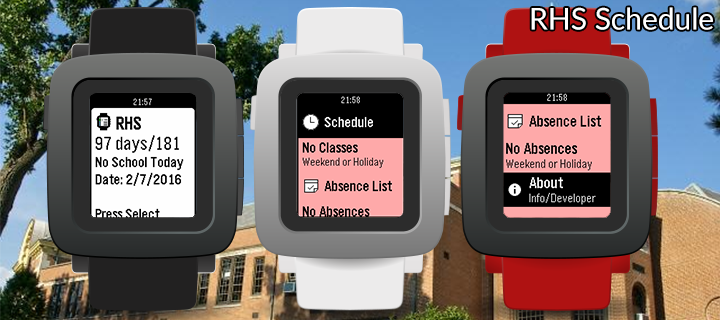 RHS Schedule
21:57
RHS
97 days/181
No School Today
Date: 2/7/2016
Press Select
21:58
Schedule
No Classes
Weekend or Holiday
Absence List
No Absences
21:58
Absence List
No Absences
Weekend or Holiday
About
Info/Developer